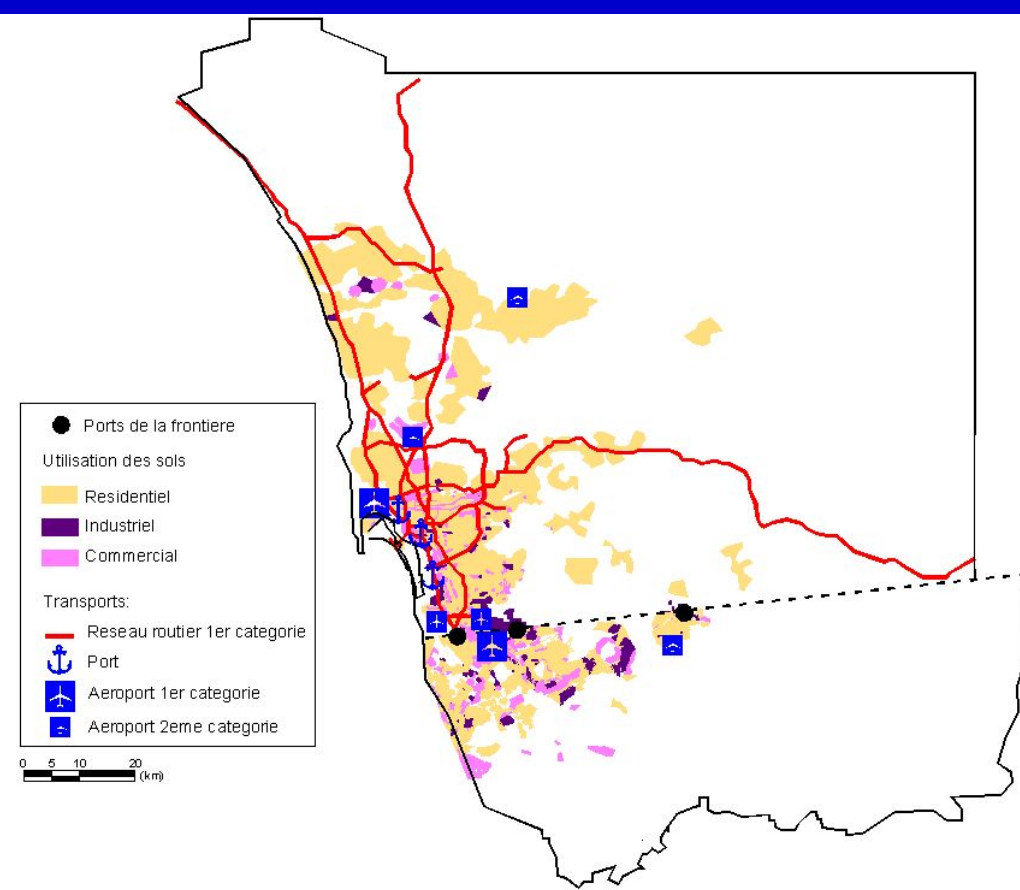 Ports de la frontiere
Utilisation des sols
Residentiel
Industriel
Commercial
Transports:
Reseau routier 1er categorie
Port
Aeroport 1er categorie
Aeroport 2eme categorie
0 5 10 20
(km)